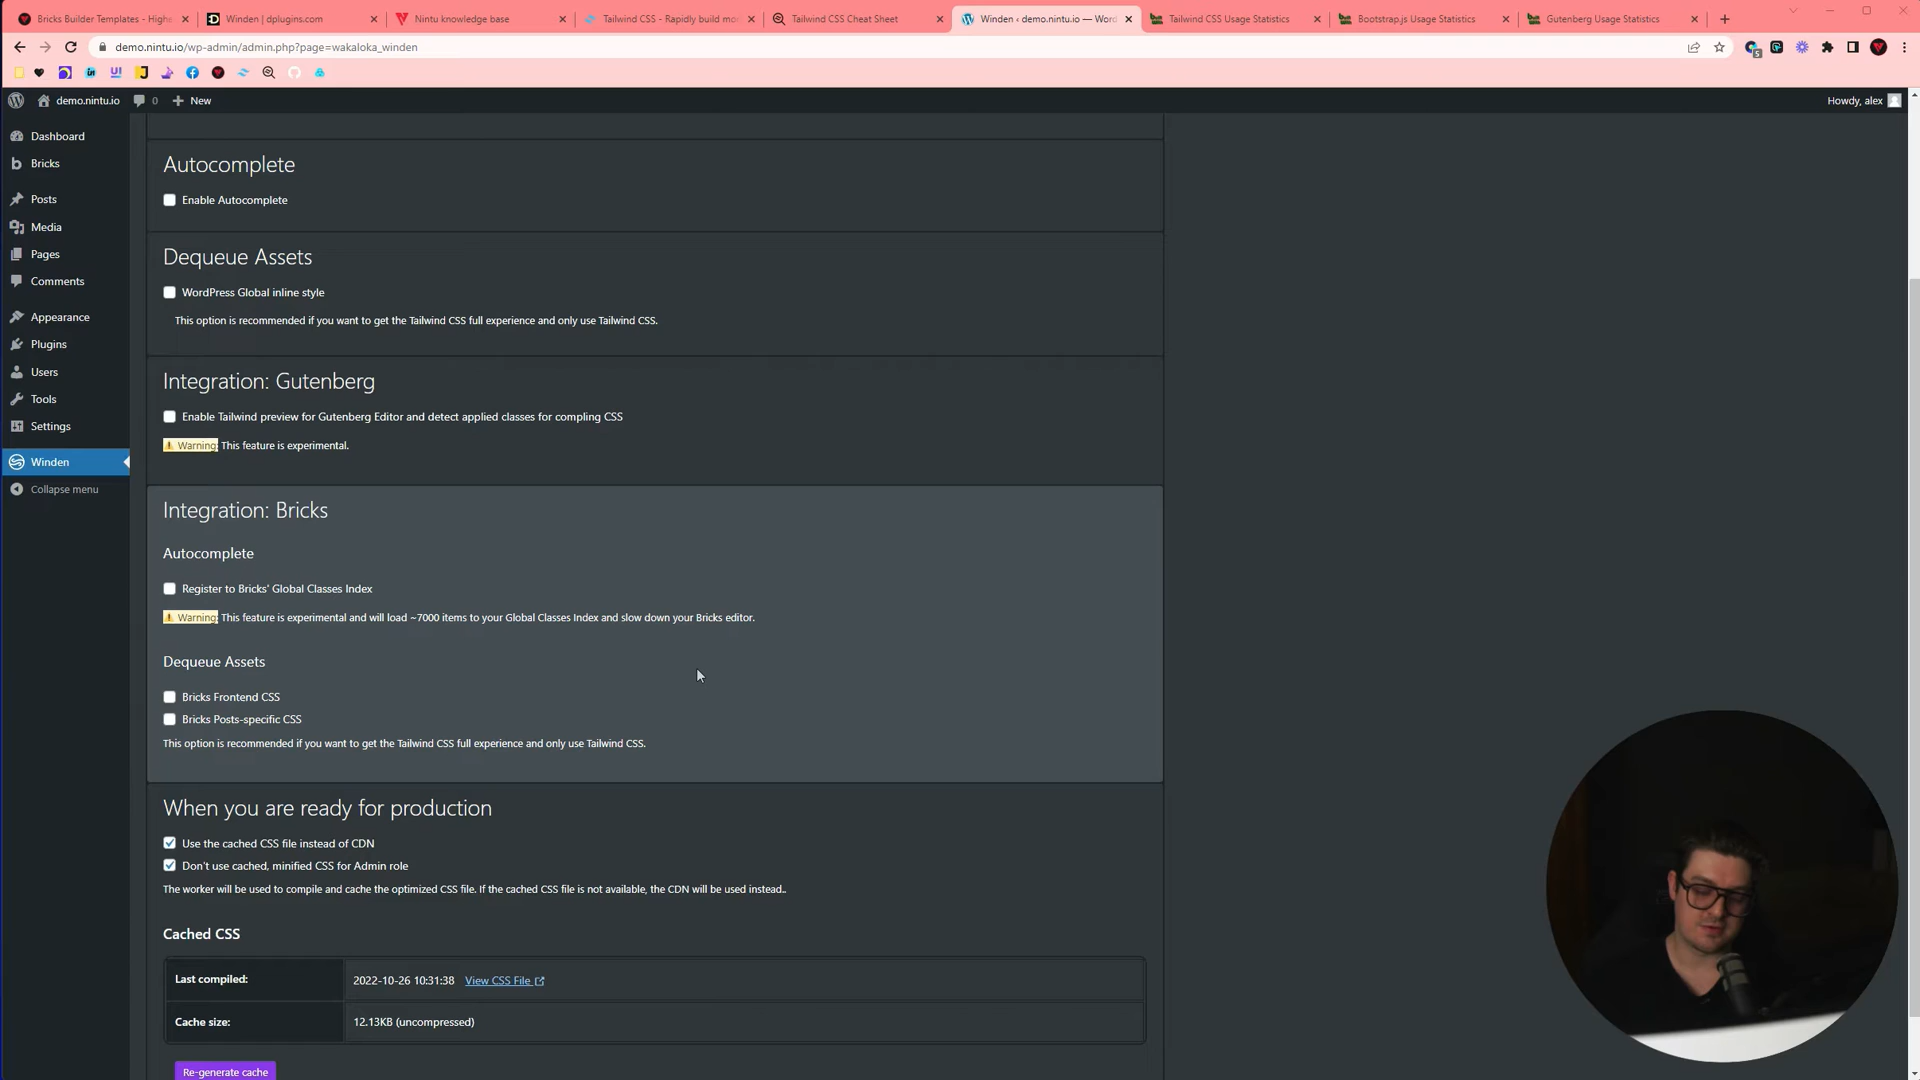 Bricks Builder Templates - Highe
Winden | dplugins.com
Nintu knowledge base
Tailwind CSS - Rapidly build mo
Tailwind CSS Cheat Sheet
Winden ‹ demo.nintu.io — Word
Tailwind CSS Usage Statistics
Bootstrap.js Usage Statistics
Gutenberg Usage Statistics
demo.nintu.io/wp-admin/admin.php?page=wakaloka_winden
demo.nintu.io
0
New
Howdy, alex
Dashboard
Bricks
Posts
Media
Pages
Comments
Appearance
Plugins
Users
Tools
Settings
Winden
Collapse menu
Autocomplete
Enable Autocomplete
Dequeue Assets
WordPress Global inline style
This option is recommended if you want to get the Tailwind CSS full experience and only use Tailwind CSS.
Integration: Gutenberg
Enable Tailwind preview for Gutenberg Editor and detect applied classes for compling CSS
Warning: This feature is experimental.
Integration: Bricks
Autocomplete
Register to Bricks' Global Classes Index
Warning: This feature is experimental and will load ~7000 items to your Global Classes Index and slow down your Bricks editor.
Dequeue Assets
Bricks Frontend CSS
Bricks Posts-specific CSS
This option is recommended if you want to get the Tailwind CSS full experience and only use Tailwind CSS.
When you are ready for production
Use the cached CSS file instead of CDN
Don't use cached, minified CSS for Admin role
The worker will be used to compile and cache the optimized CSS file. If the cached CSS file is not available, the CDN will be used instead..
Cached CSS
Last compiled: 2022-10-26 10:31:38 View CSS File
Cache size: 12.13KB (uncompressed)
Re-generate cache